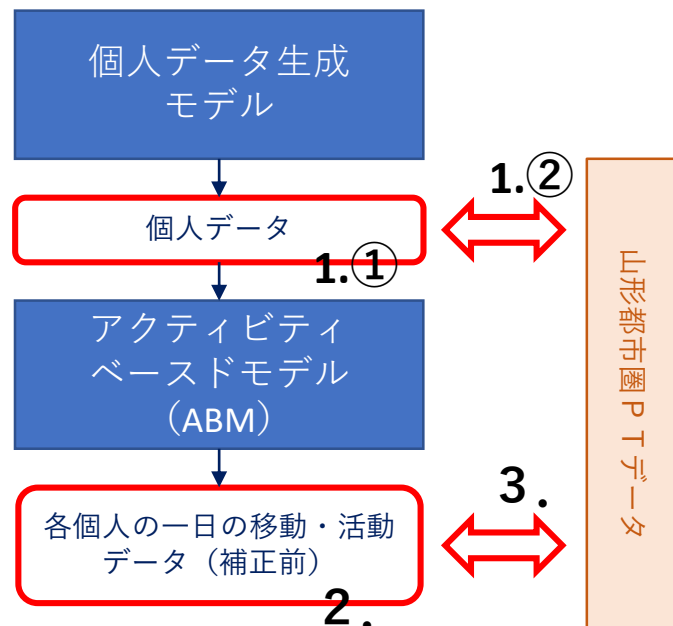 個人データ生成
モデル
1.②
個人データ
1.①
アクティビティ
ベースドモデル
（ABM）
3．
各個人の一日の移動・活動
データ（補正前）
2．
山形都市圏ＰＴデータ